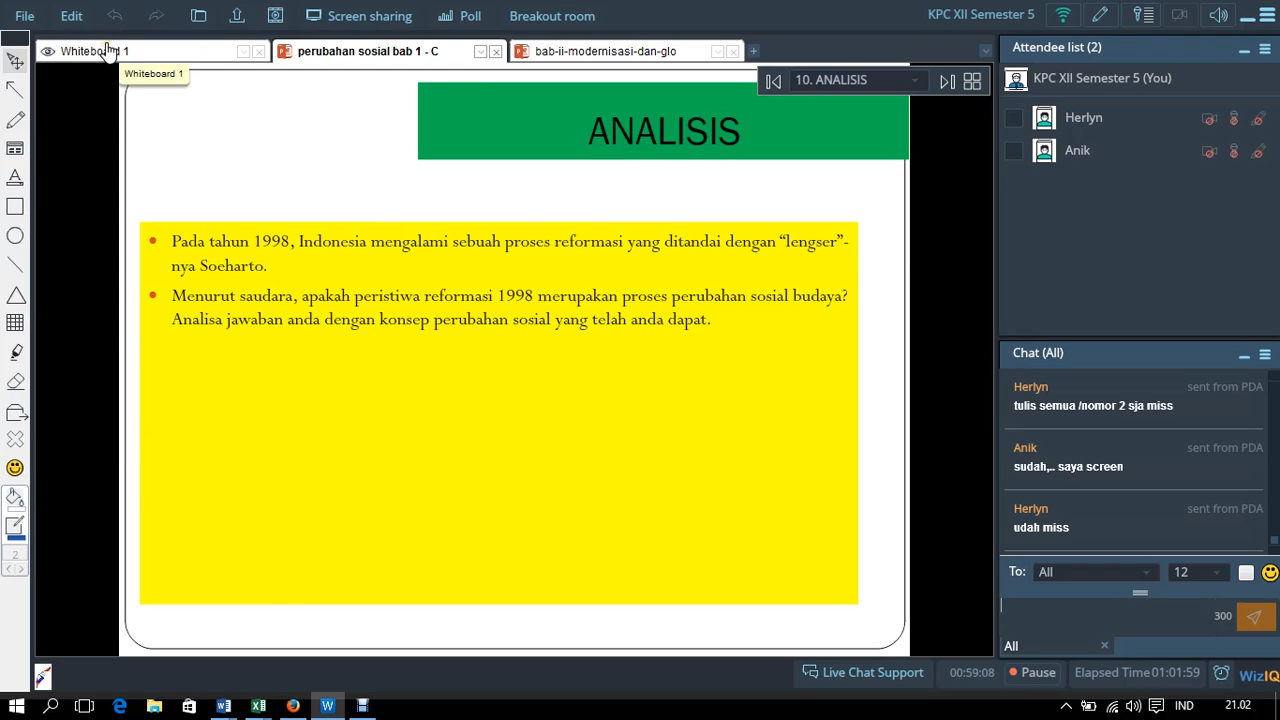 File Edit Screen sharing Poll Breakout room KPC XII Semester 5
Whiteboard 1 perubahan sosial bab 1 - C bab-ii-modernisasi-dan-glo
Whiteboard 1
10. ANALISIS
ANALISIS
Pada tahun 1998, Indonesia mengalami sebuah proses reformasi yang ditandai dengan “lengser”-
nya Soeharto.
Menurut saudara, apakah peristiwa reformasi 1998 merupakan proses perubahan sosial budaya?
Analisa jawaban anda dengan konsep perubahan sosial yang telah anda dapat.
2
Attendee list (2)
KPC XII Semester 5 (You)
Herlyn
Anik
Chat (All)
Herlyn sent from PDA
tulis semua /nomor 2 sja miss
Anik sent from PDA
sudah,.. saya screen
Herlyn sent from PDA
udah miss
To: All 12
300
All
Live Chat Support 00:59:08 Pause Elapsed Time 01:01:59 WizIQ
IND 21.02